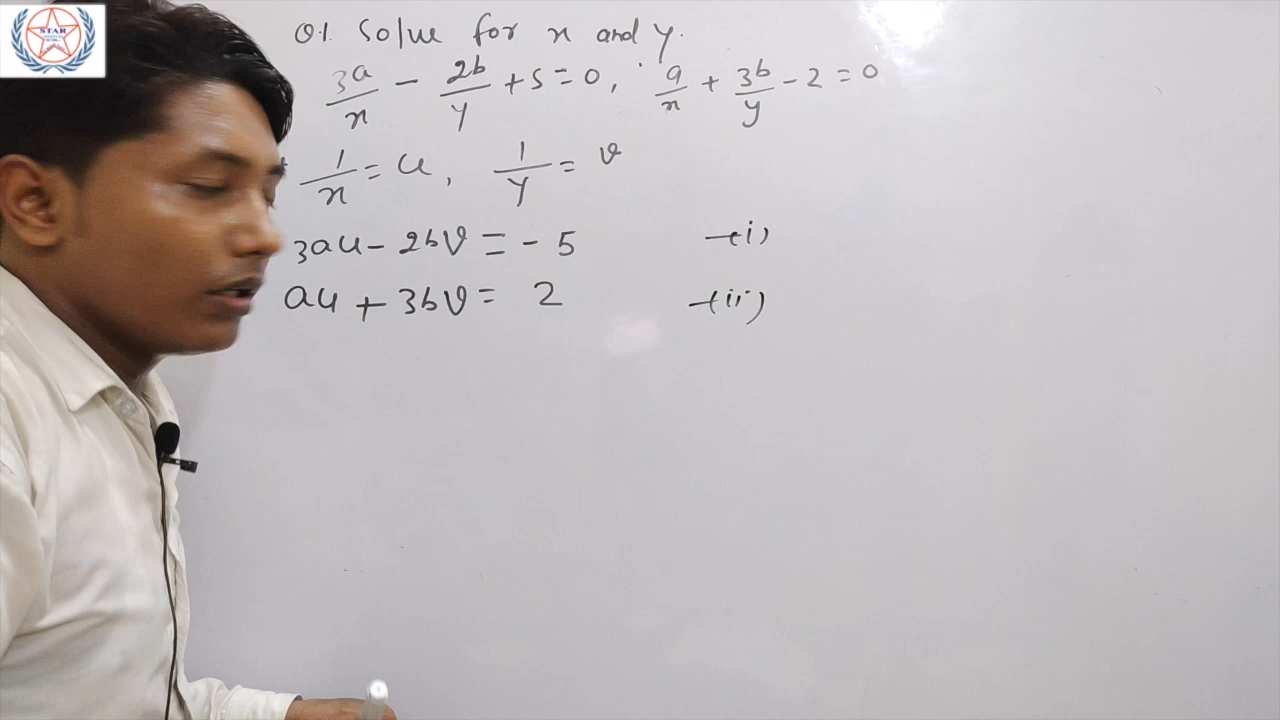 STAR
Q1. Solve for x and y.
3a/x - 2b/y + 5 = 0, a/x + 3b/y - 2 = 0
1/x = u, 1/y = v
3au - 2bv = - 5 -(i)
au + 3bv = 2 -(ii)